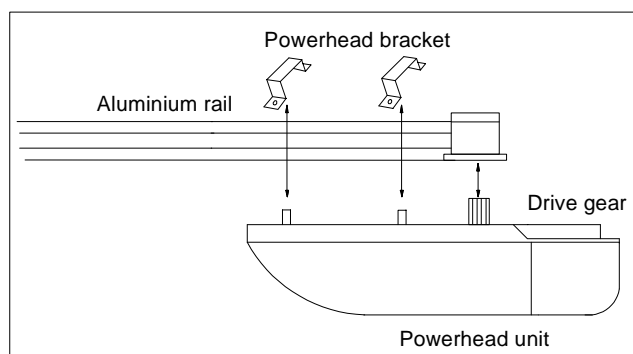 Powerhead bracket
Aluminium rail
Drive gear
Powerhead unit